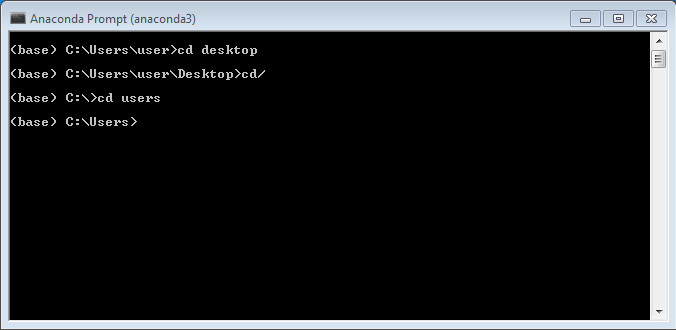 Anaconda Prompt (anaconda3)
(base) C:\Users\user>cd desktop
(base) C:\Users\user\Desktop>cd/
(base) C:\>cd users
(base) C:\Users>